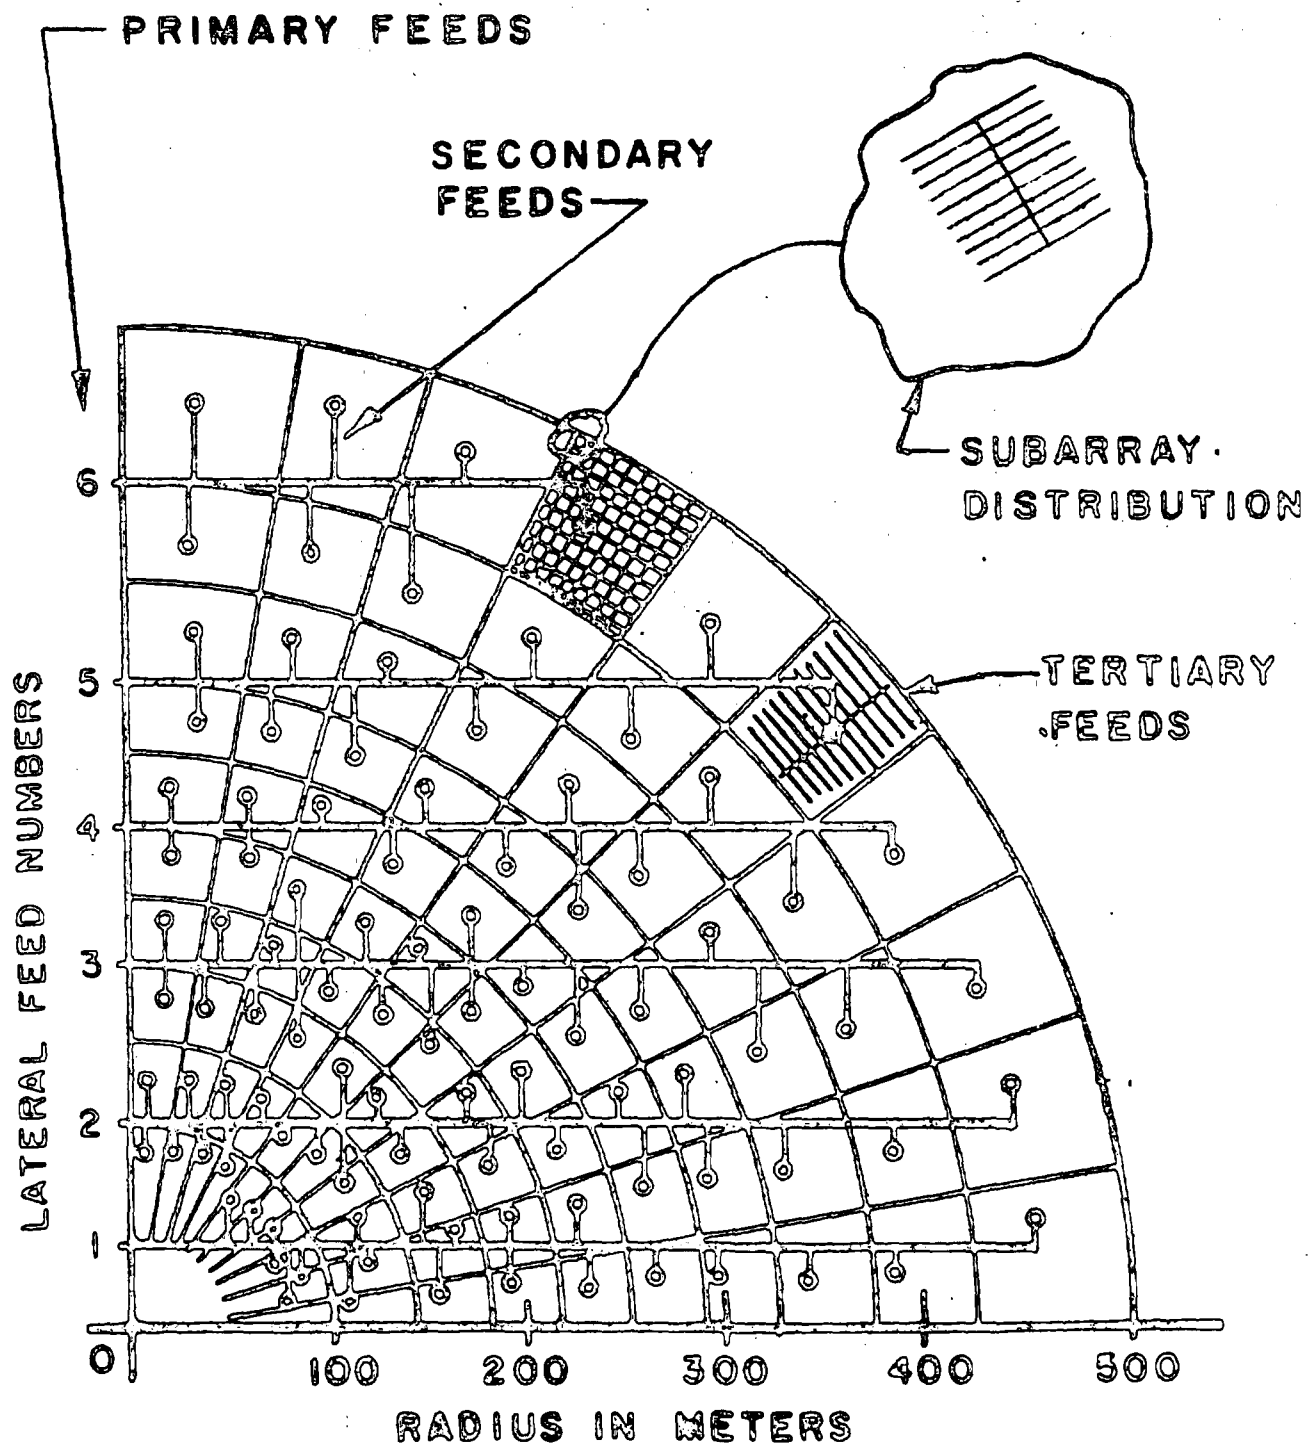 PRIMARY FEEDS
SECONDARY
FEEDS
SUBARRAY
DISTRIBUTION
TERTIARY
FEEDS
LATERAL FEED NUMBERS
6
5
4
3
2
1
0 100 200 300 400 500
RADIUS IN METERS